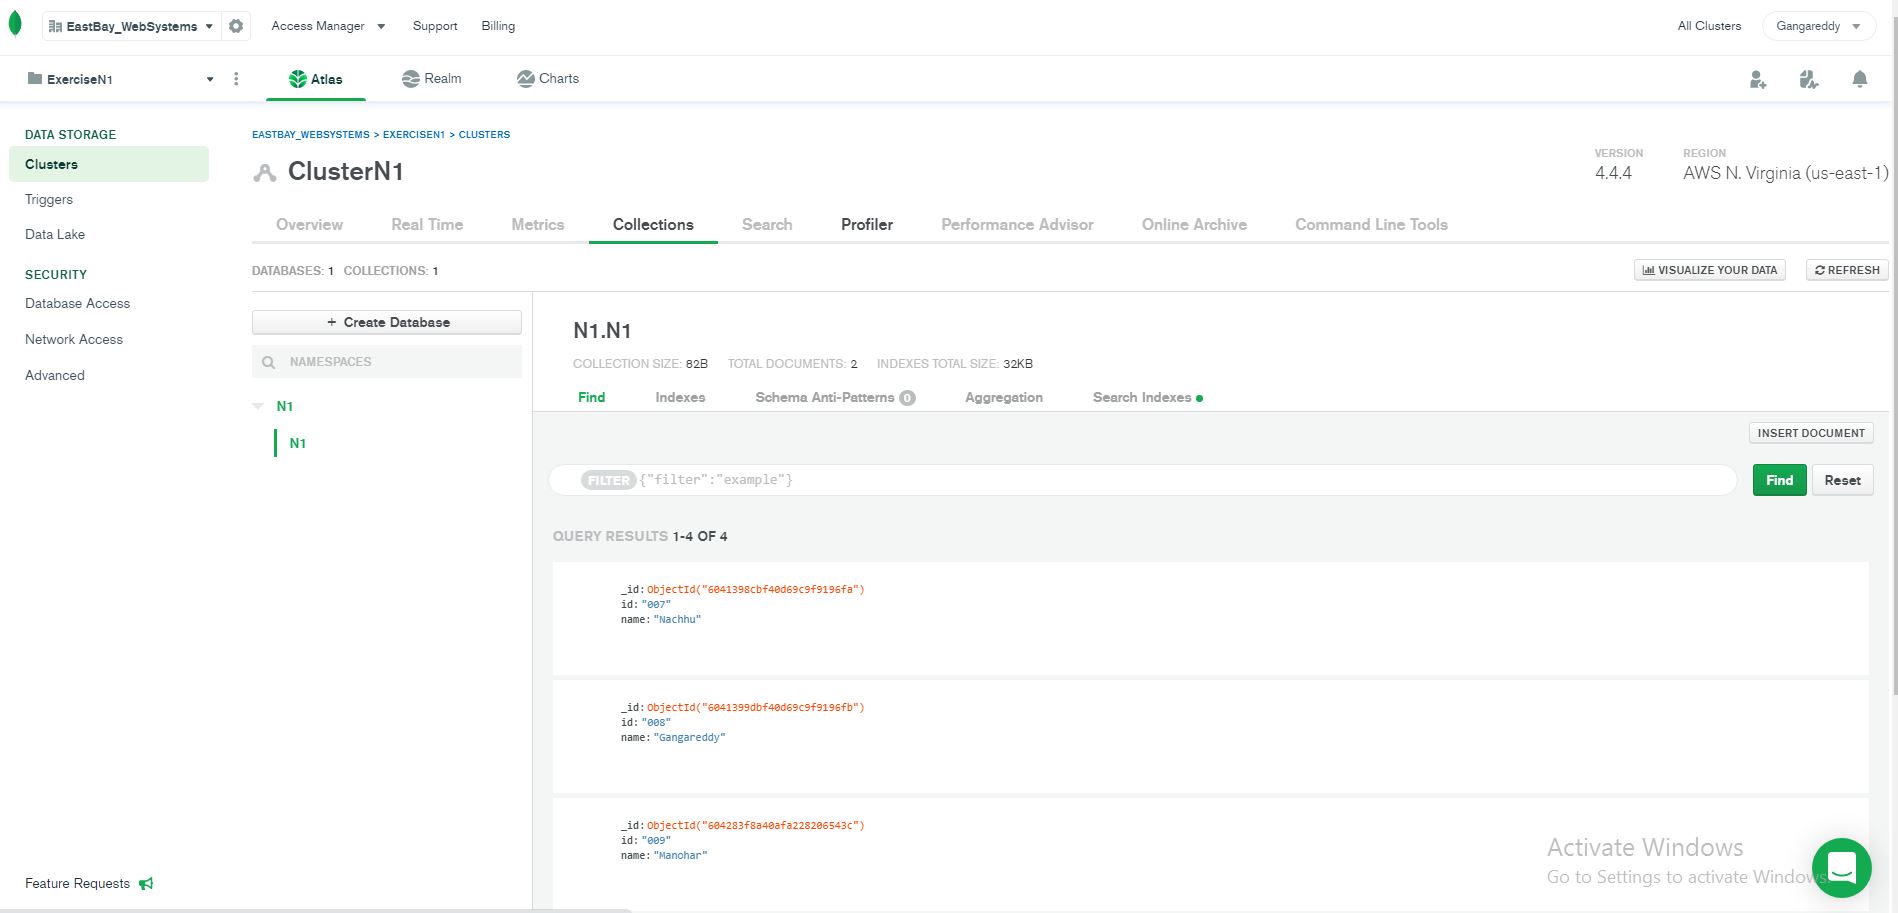 EastBay_WebSystems
Access Manager
Support
Billing
All Clusters
Gangareddy
ExerciseN1
Atlas
Realm
Charts
DATA STORAGE
Clusters
Triggers
Data Lake
SECURITY
Database Access
Network Access
Advanced
Feature Requests
EASTBAY_WEBSYSTEMS > EXERCISEN1 > CLUSTERS
ClusterN1
VERSION
4.4.4
REGION
AWS N. Virginia (us-east-1)
Overview
Real Time
Metrics
Collections
Search
Profiler
Performance Advisor
Online Archive
Command Line Tools
DATABASES: 1 COLLECTIONS: 1
VISUALIZE YOUR DATA
REFRESH
+ Create Database
NAMESPACES
N1
N1
N1.N1
COLLECTION SIZE: 82B TOTAL DOCUMENTS: 2 INDEXES TOTAL SIZE: 32KB
Find
Indexes
Schema Anti-Patterns 0
Aggregation
Search Indexes
INSERT DOCUMENT
FILTER {"filter":"example"}
Find
Reset
QUERY RESULTS 1-4 OF 4
_id: ObjectId("6041398cbf40d69c9f9196fa")
id: "007"
name: "Nachhu"
_id: ObjectId("6041399dbf40d69c9f9196fb")
id: "008"
name: "Gangareddy"
_id: ObjectId("604283f8a40afa228206543c")
id: "009"
name: "Manohar"
Activate Windows
Go to Settings to activate Windows.